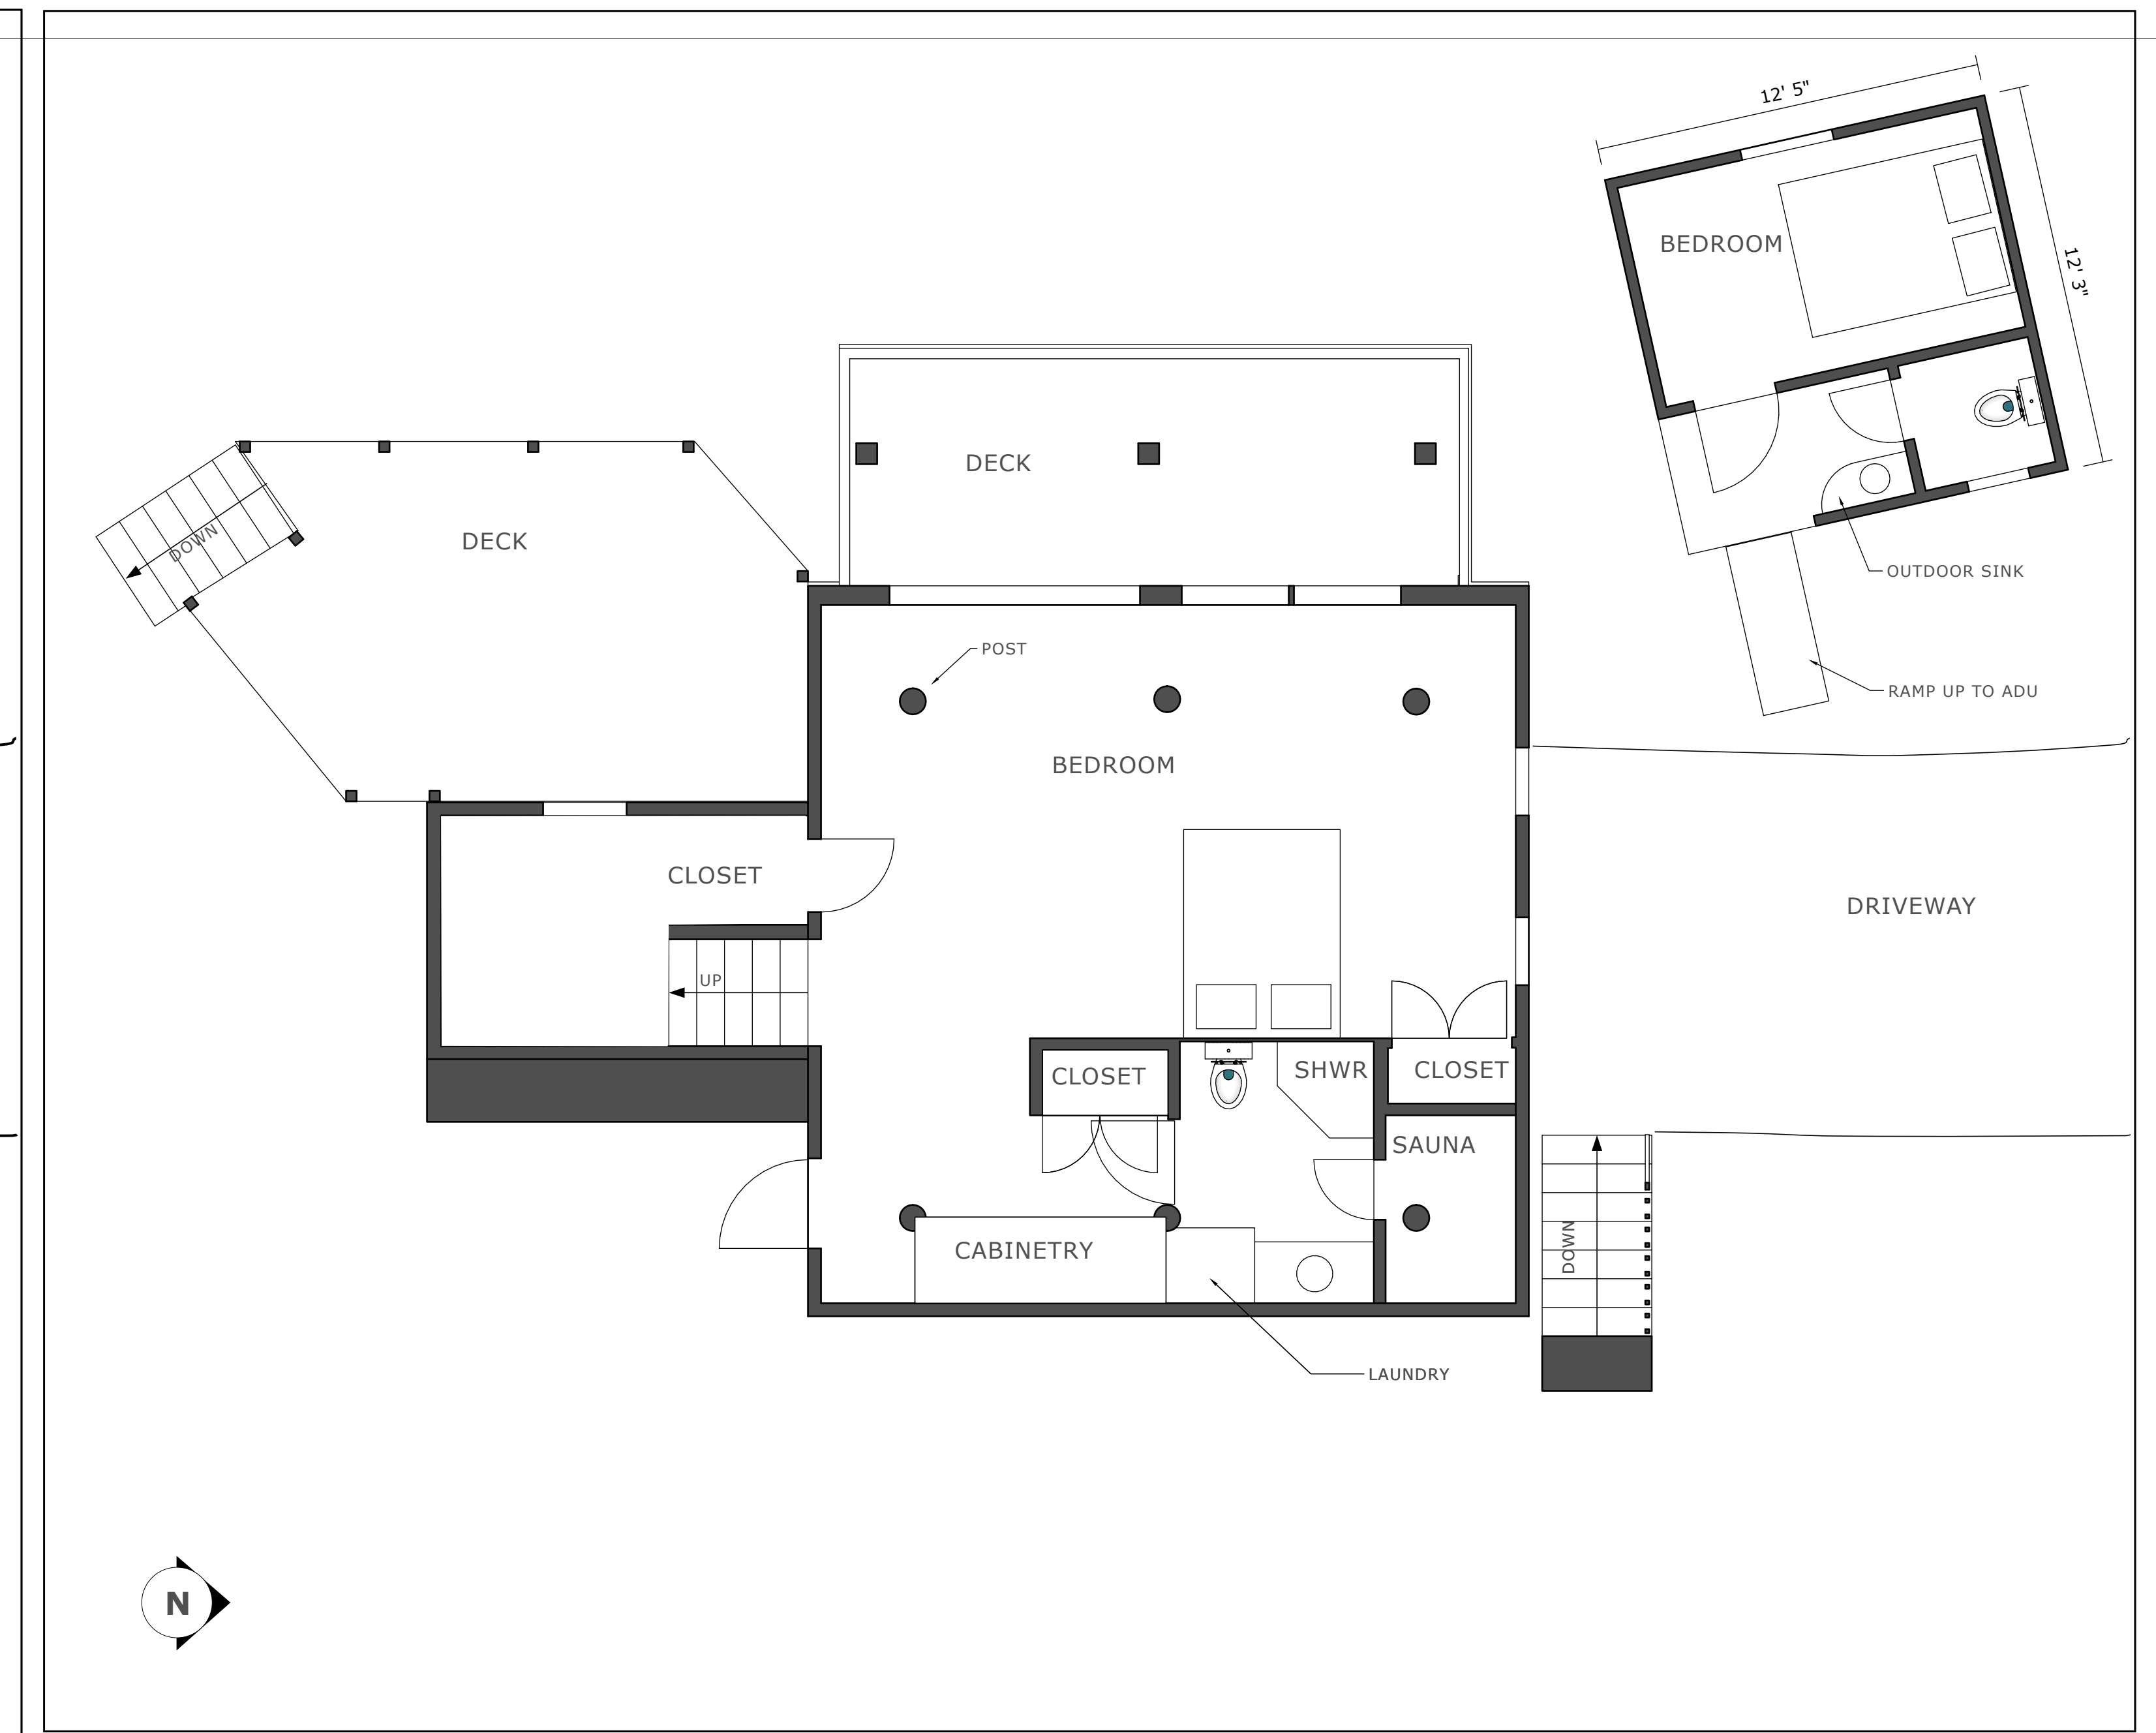 12' 5"
BEDROOM
12' 3"
DECK
DECK
DOWN
OUTDOOR SINK
POST
RAMP UP TO ADU
BEDROOM
CLOSET
DRIVEWAY
UP
CLOSET
SHWR
CLOSET
SAUNA
DOWN
CABINETRY
LAUNDRY
N